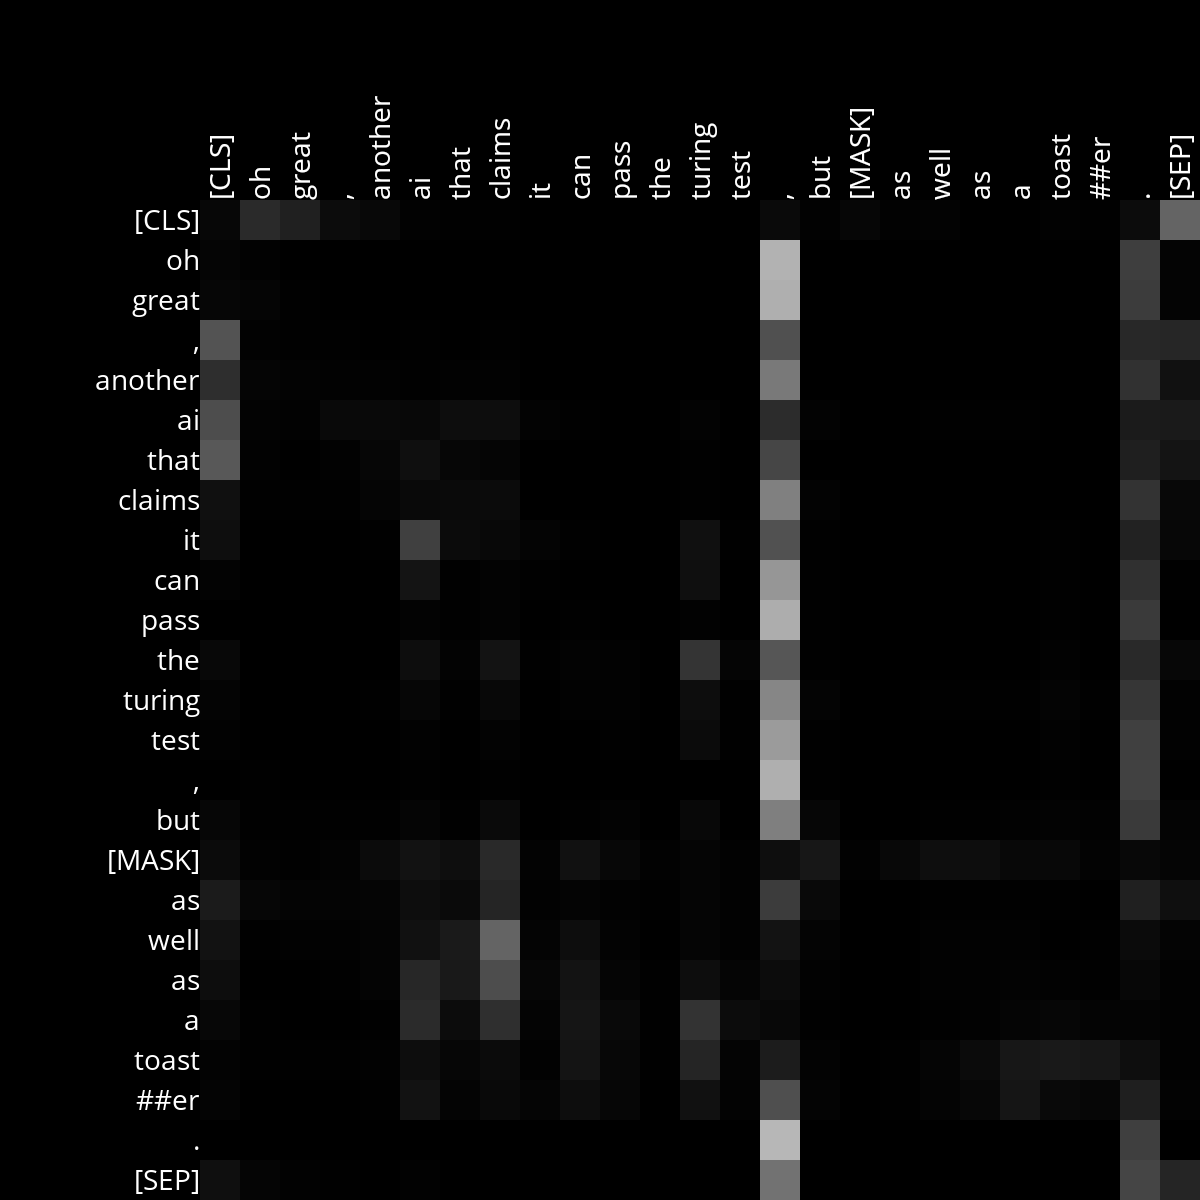 [CLS] oh great , another ai that claims it can pass the turing test , but [MASK] as well as a toast ##er . [SEP]
[CLS]
oh
great
,
another
ai
that
claims
it
can
pass
the
turing
test
,
but
[MASK]
as
well
as
a
toast
##er
.
[SEP]